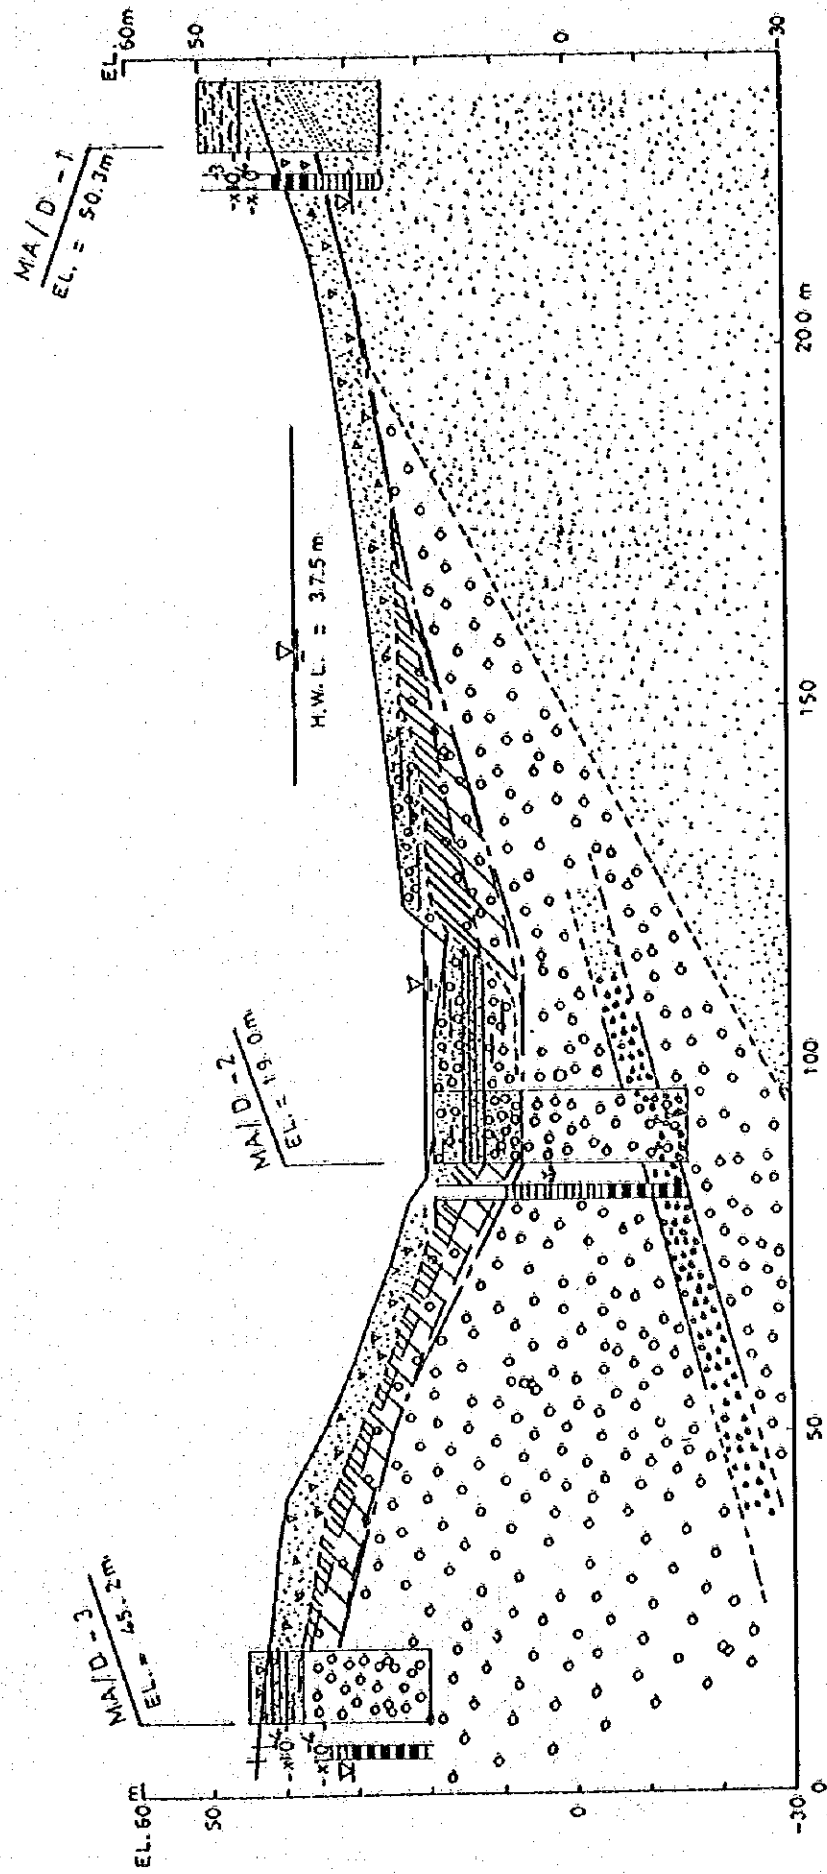 MA/D - 3
EL. = 45.2m
MA/D - 2
EL. = 19.0m
MA/D - 1
EL. = 50.3m
H.W.L. = 37.5m
EL. 60m
50
0
-30
EL. 60m
50
0
-30
0
50
100
150
200 m